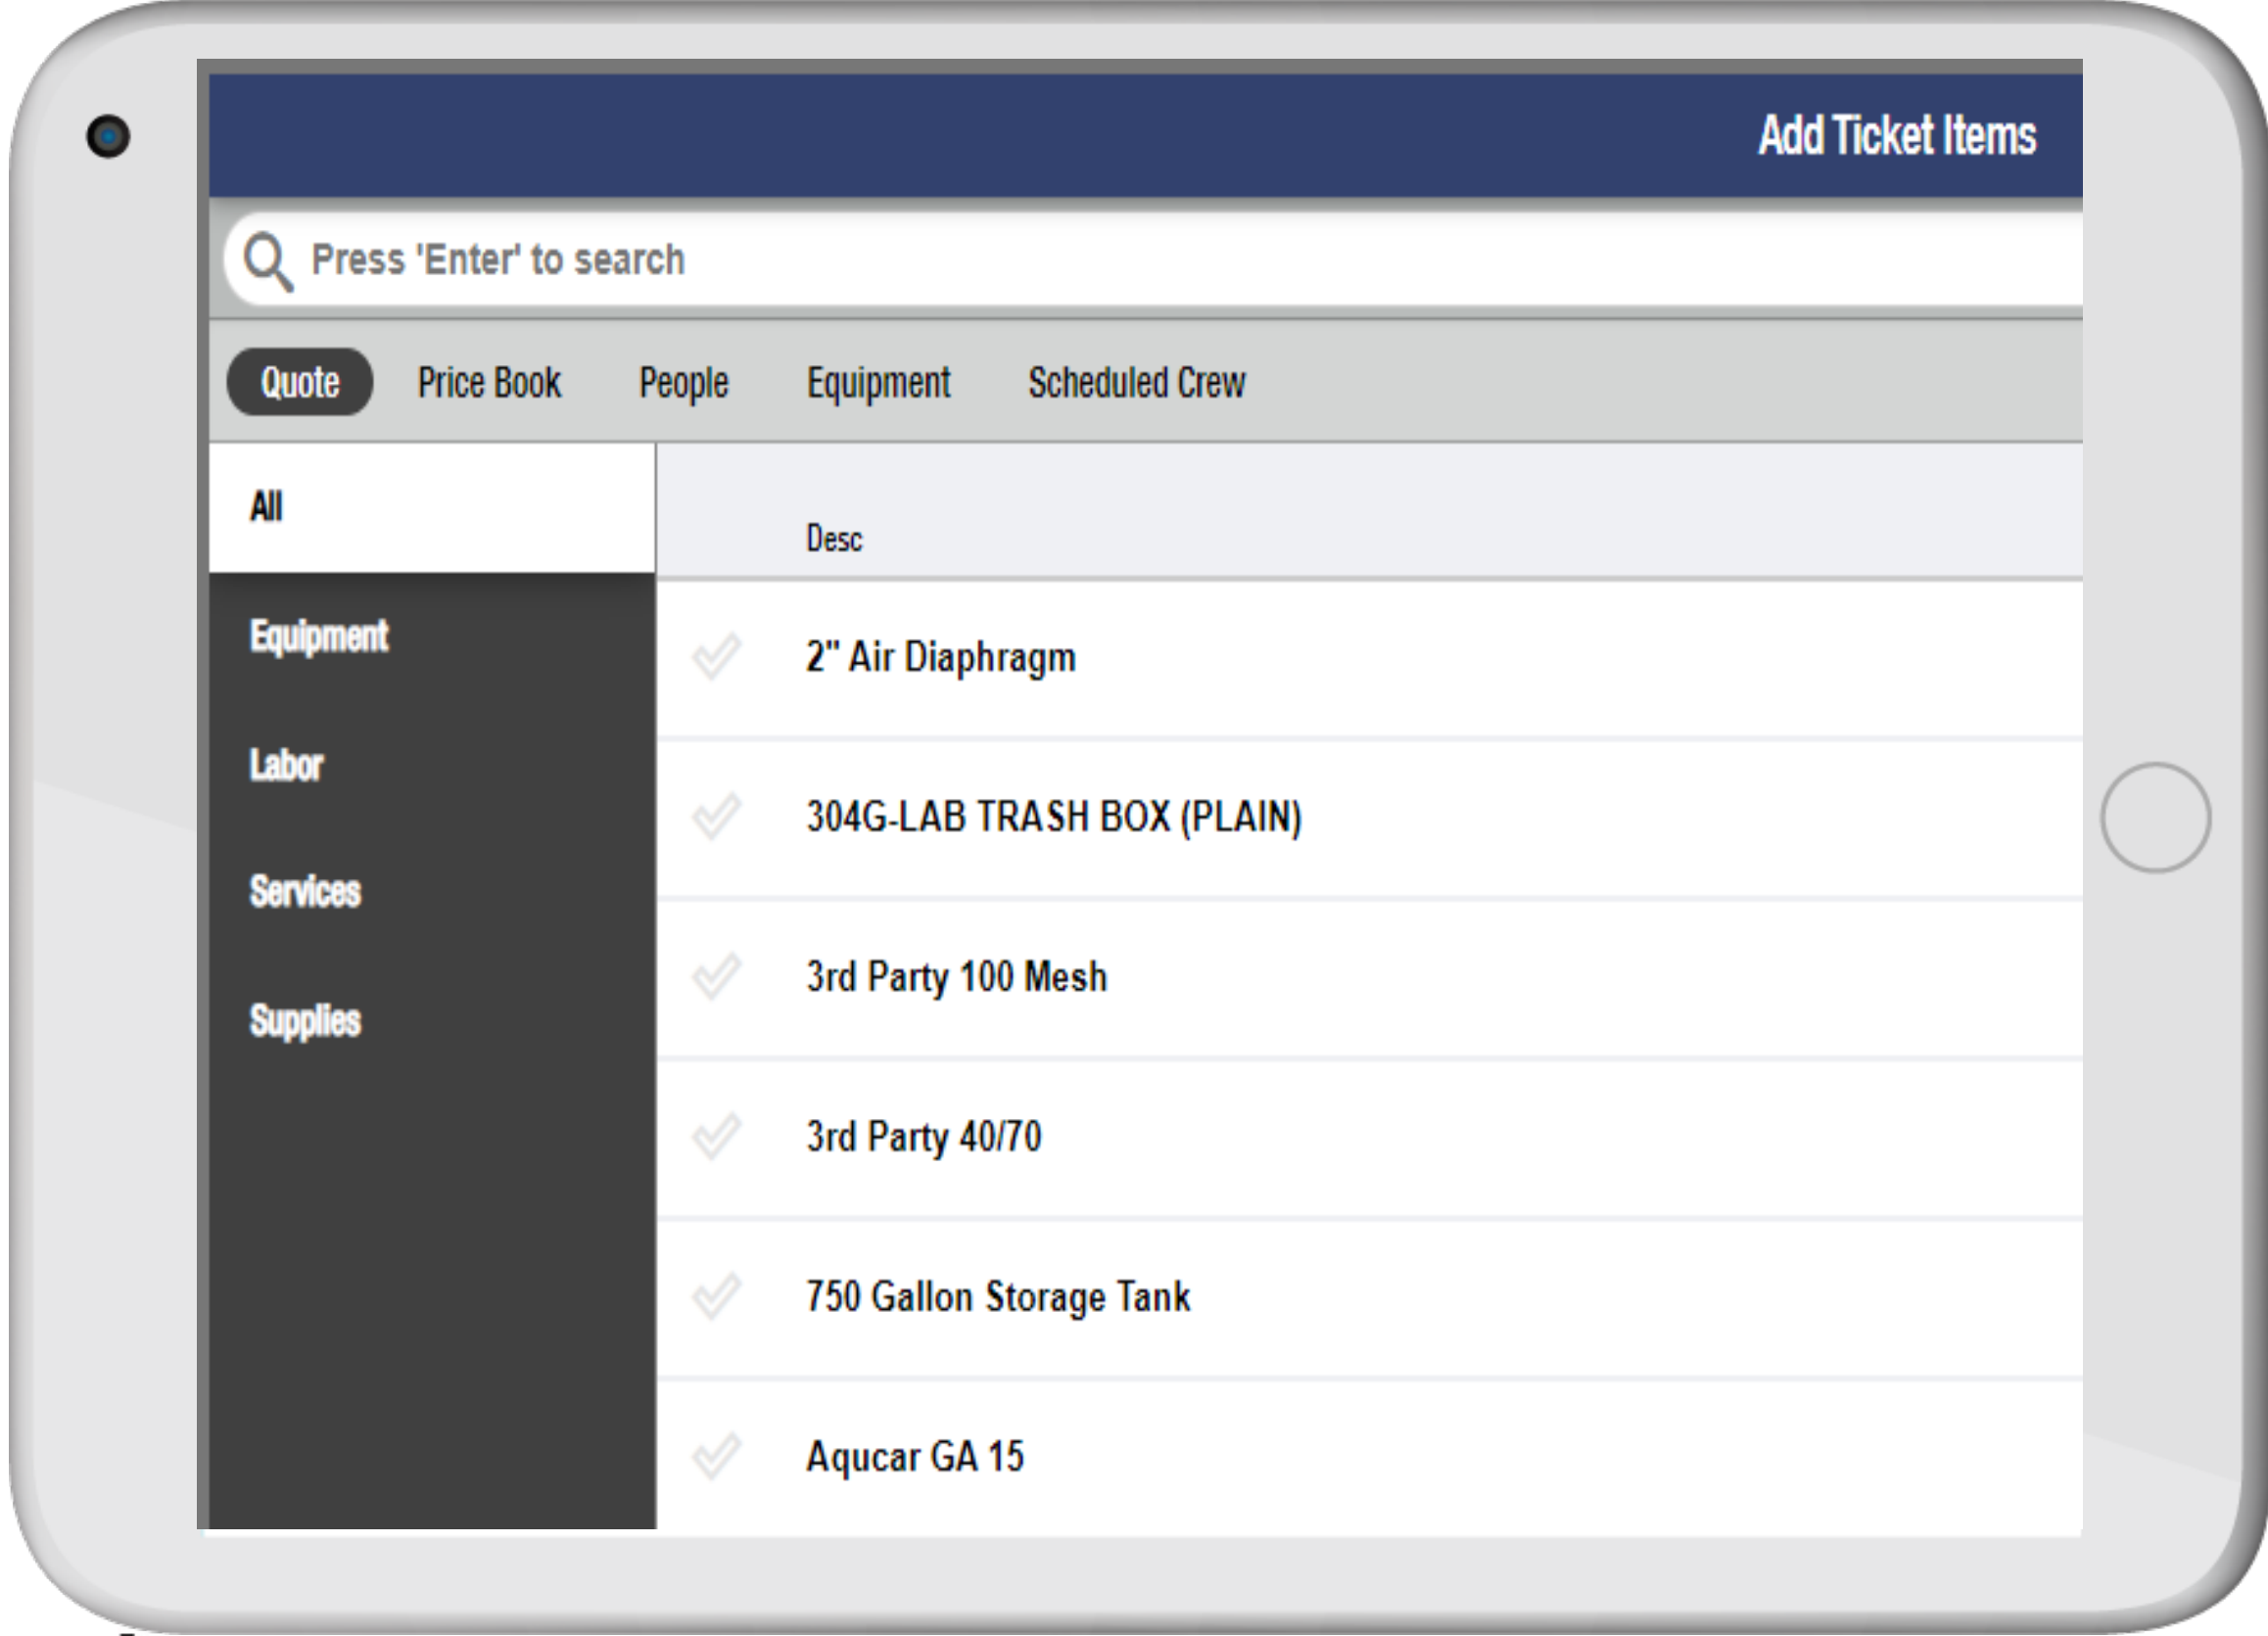 Add Ticket Items
Press 'Enter' to search
Quote Price Book People Equipment Scheduled Crew
All
Equipment
Labor
Services
Supplies
Desc
2" Air Diaphragm
304G-LAB TRASH BOX (PLAIN)
3rd Party 100 Mesh
3rd Party 40/70
750 Gallon Storage Tank
Aqucar GA 15